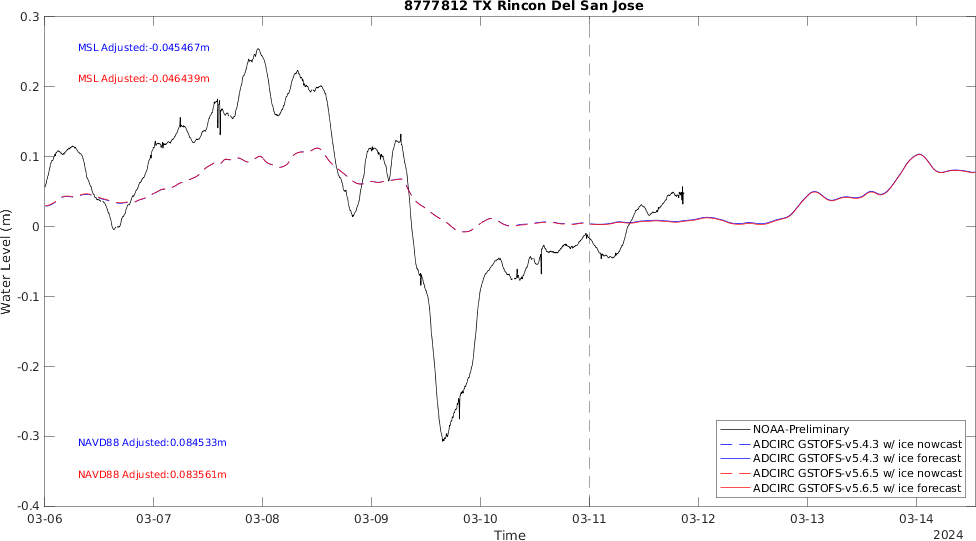 8777812 TX Rincon Del San Jose
MSL Adjusted:-0.045467m
MSL Adjusted:-0.046439m
NAVD88 Adjusted:0.084533m
NAVD88 Adjusted:0.083561m
Water Level (m)
0.3
0.2
0.1
0
-0.1
-0.2
-0.3
-0.4
NOAA-Preliminary
ADCIRC GSTOFS-v5.4.3 w/ ice nowcast
ADCIRC GSTOFS-v5.4.3 w/ ice forecast
ADCIRC GSTOFS-v5.6.5 w/ ice nowcast
ADCIRC GSTOFS-v5.6.5 w/ ice forecast
03-06 03-07 03-08 03-09 03-10 03-11 03-12 03-13 03-14
Time
2024